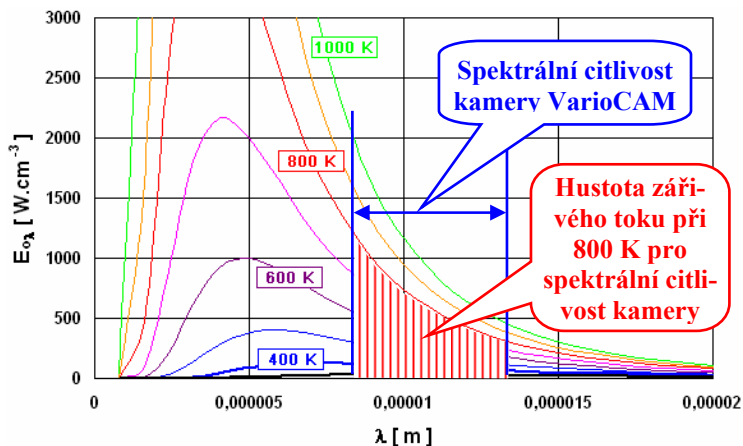 3000
2500
2000
1500
1000
500
0
E₀λ [ W.cm⁻³ ]
1000 K
800 K
600 K
400 K
Spektrální citlivost
kamery VarioCAM
Hustota záři-
vého toku při
800 K pro
spektrální citli-
vost kamery
0
0,000005
0,00001
0,000015
0,00002
λ [ m ]